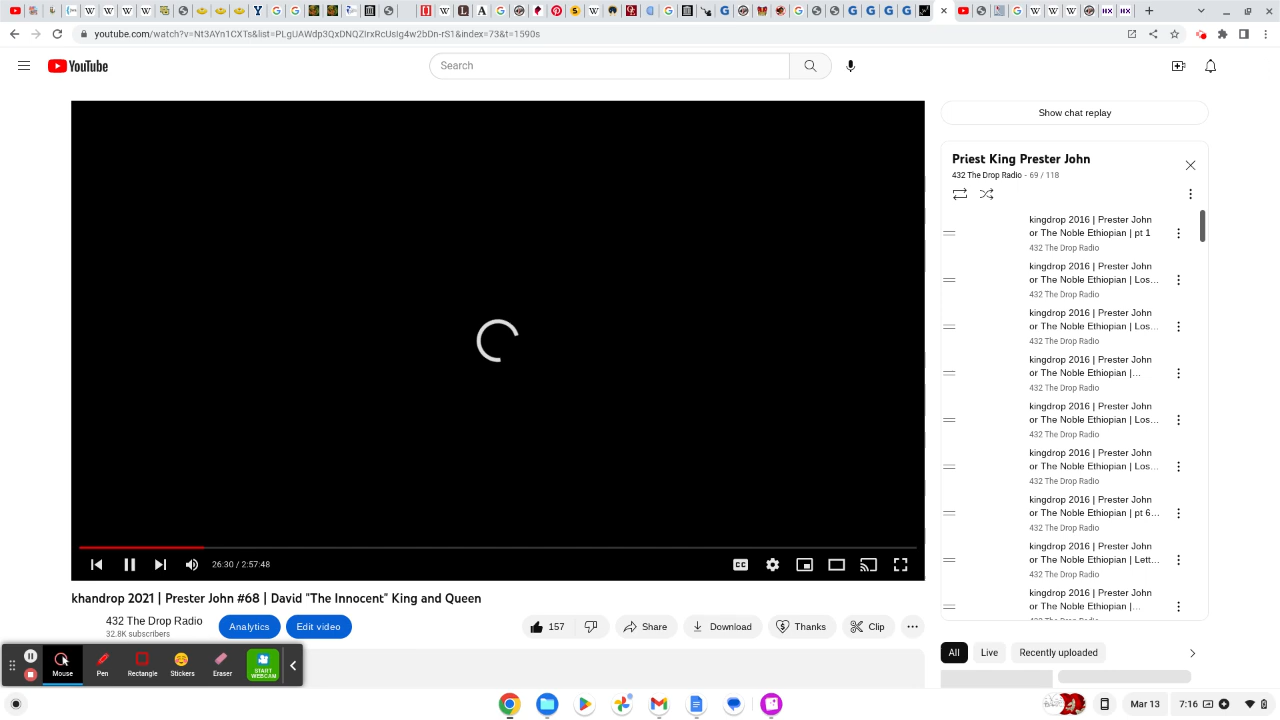 youtube.com/watch?v=Nt3AYn1CXTs&list=PLgUAWdp3QxDNQZIrxRcUsIg4w2bDn-rS1&index=73&t=1590s
YouTube
Search
Show chat replay
Priest King Prester John
432 The Drop Radio - 69 / 118
kingdrop 2016 | Prester John
or The Noble Ethiopian | pt 1
432 The Drop Radio
kingdrop 2016 | Prester John
or The Noble Ethiopian | Los...
432 The Drop Radio
kingdrop 2016 | Prester John
or The Noble Ethiopian | Los...
432 The Drop Radio
kingdrop 2016 | Prester John
or The Noble Ethiopian |...
432 The Drop Radio
kingdrop 2016 | Prester John
or The Noble Ethiopian | Los...
432 The Drop Radio
kingdrop 2016 | Prester John
or The Noble Ethiopian | Los...
432 The Drop Radio
kingdrop 2016 | Prester John
or The Noble Ethiopian | pt 6...
432 The Drop Radio
kingdrop 2016 | Prester John
or The Noble Ethiopian | Lett...
432 The Drop Radio
kingdrop 2016 | Prester John
or The Noble Ethiopian |...
432 The Drop Radio
26:30 / 2:57:48
CC
khandrop 2021 | Prester John #68 | David "The Innocent" King and Queen
432 The Drop Radio
32.8K subscribers
Analytics
Edit video
157
Share
Download
Thanks
Clip
All
Live
Recently uploaded
Mouse
Pen
Rectangle
Stickers
Eraser
START
WEBCAM
Mar 13
7:16